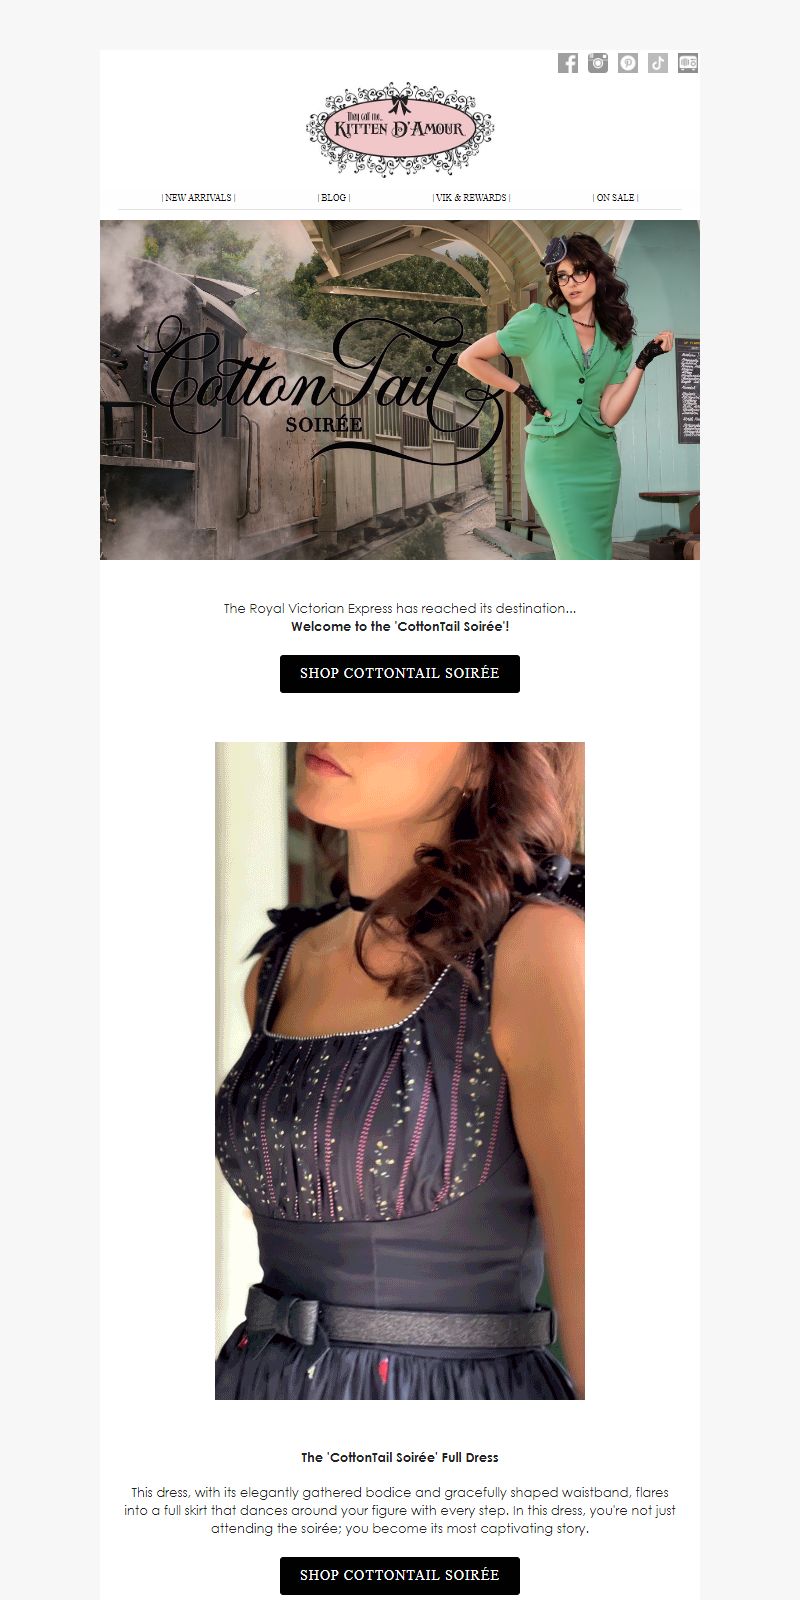 They call me...
KITTEN D'AMOUR
| NEW ARRIVALS |
| BLOG |
| VIK & REWARDS |
| ON SALE |
CottonTail
SOIRÉE
The Royal Victorian Express has reached its destination...
Welcome to the 'CottonTail Soirée'!
SHOP COTTONTAIL SOIRÉE
The 'CottonTail Soirée' Full Dress
This dress, with its elegantly gathered bodice and gracefully shaped waistband, flares
into a full skirt that dances around your figure with every step. In this dress, you're not just
attending the soirée; you become its most captivating story.
SHOP COTTONTAIL SOIRÉE